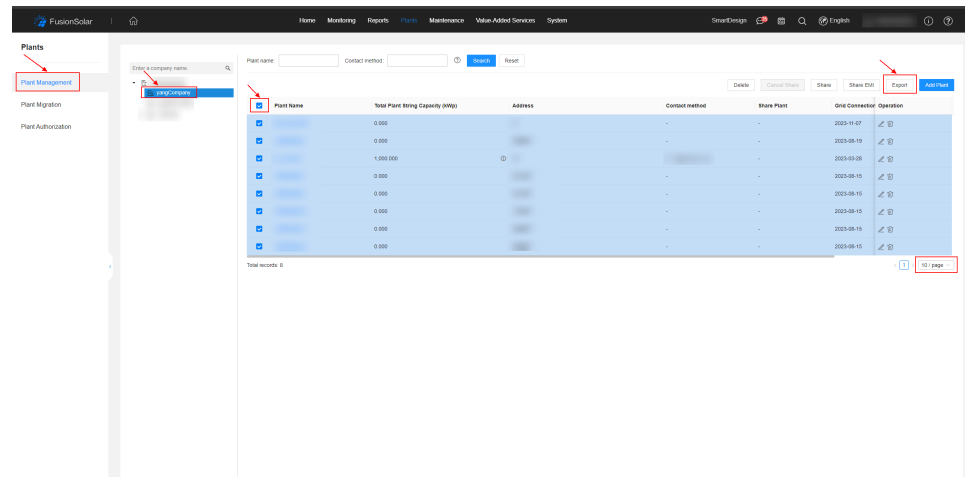 FusionSolar
Home Monitoring Reports Plants Maintenance Value-Added Services System
SmartDesign English
Plants
Plant Management
Plant Migration
Plant Authorization
Enter a company name.
yangCompany
Plant name: Contact method: Search Reset
Delete Cancel Share Share Share EMI Export Add Plant
Plant Name Total Plant String Capacity (kWp) Address Contact method Share Plant Grid Connection Operation
0.000 - - 2023-11-07
0.000 - - 2023-08-19
1,000.000 - 2023-03-28
0.000 - - 2023-08-15
0.000 - - 2023-08-15
0.000 - - 2023-08-15
0.000 - - 2023-08-15
0.000 - - 2023-08-15
Total records: 8
1 10 / page